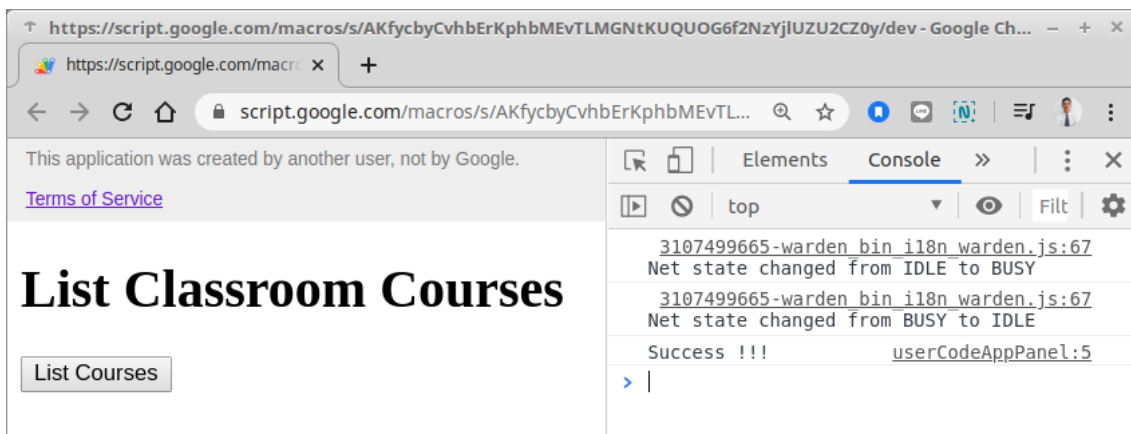 https://script.google.com/macros/s/AKfycbyCvhbErKphbMEvTLMGNtKUQUOG6f2NzYjlUZU2CZ0y/dev - Google Ch...
https://script.google.com/macro
script.google.com/macros/s/AKfycbyCvhbErKphbMEvTL...
This application was created by another user, not by Google.
Terms of Service
List Classroom Courses
List Courses
Elements Console »
top Filt
3107499665-warden_bin_i18n_warden.js:67
Net state changed from IDLE to BUSY
3107499665-warden_bin_i18n_warden.js:67
Net state changed from BUSY to IDLE
Success !!! userCodeAppPanel:5
>